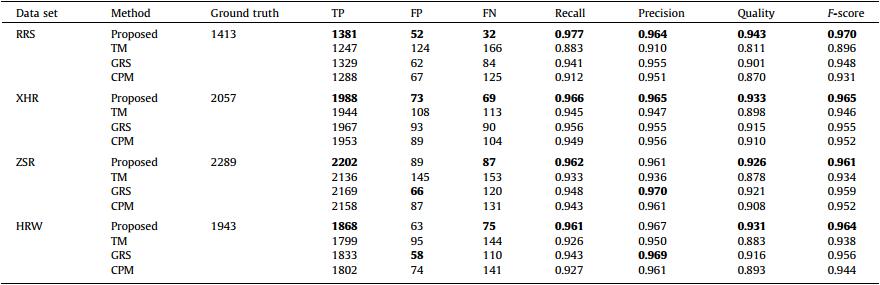 Data set Method Ground truth TP FP FN Recall Precision Quality F-score
RRS Proposed 1413 1381 52 32 0.977 0.964 0.943 0.970
TM 1247 124 166 0.883 0.910 0.811 0.896
GRS 1329 62 84 0.941 0.955 0.901 0.948
CPM 1288 67 125 0.912 0.951 0.870 0.931
XHR Proposed 2057 1988 73 69 0.966 0.965 0.933 0.965
TM 1944 108 113 0.945 0.947 0.898 0.946
GRS 1967 93 90 0.956 0.955 0.915 0.955
CPM 1953 89 104 0.949 0.956 0.910 0.952
ZSR Proposed 2289 2202 89 87 0.962 0.961 0.926 0.961
TM 2136 145 153 0.933 0.936 0.878 0.934
GRS 2169 66 120 0.948 0.970 0.921 0.959
CPM 2158 87 131 0.943 0.961 0.908 0.952
HRW Proposed 1943 1868 63 75 0.961 0.967 0.931 0.964
TM 1799 95 144 0.926 0.950 0.883 0.938
GRS 1833 58 110 0.943 0.969 0.916 0.956
CPM 1802 74 141 0.927 0.961 0.893 0.944